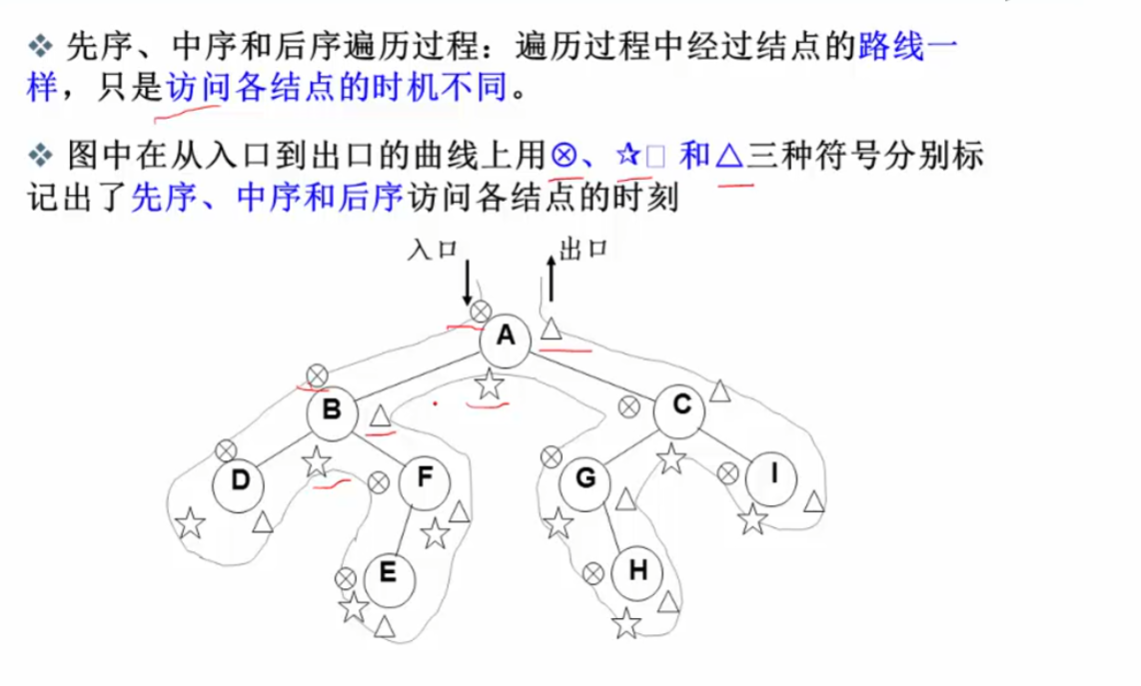 ❖ 先序、中序和后序遍历过程：遍历过程中经过结点的路线一
样，只是访问各结点的时机不同。
❖ 图中在从入口到出口的曲线上用⊗、☆□ 和△三种符号分别标
记出了先序、中序和后序访问各结点的时刻
入口 出口
A
B
C
D
F
G
I
E
H